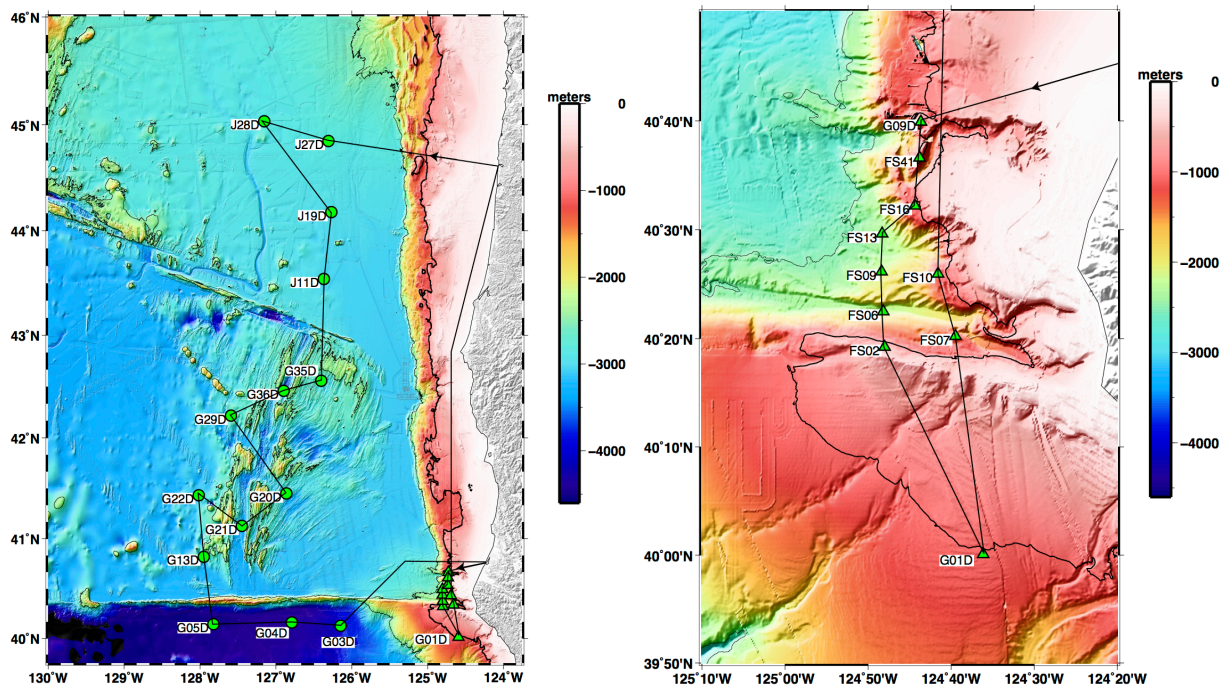 46°N
45°N
44°N
43°N
42°N
41°N
40°N
130°W
129°W
128°W
127°W
126°W
125°W
124°W
J28D
J27D
J19D
J11D
G35D
G36D
G29D
G20D
G22D
G21D
G13D
G05D
G04D
G03D
G01D
meters
0
−1000
−2000
−3000
−4000
40°40'N
40°30'N
40°20'N
40°10'N
40°00'N
39°50'N
125°10'W
125°00'W
124°50'W
124°40'W
124°30'W
124°20'W
G09D
FS41
FS16
FS13
FS09
FS10
FS06
FS07
FS02
G01D
meters
0
−1000
−2000
−3000
−4000